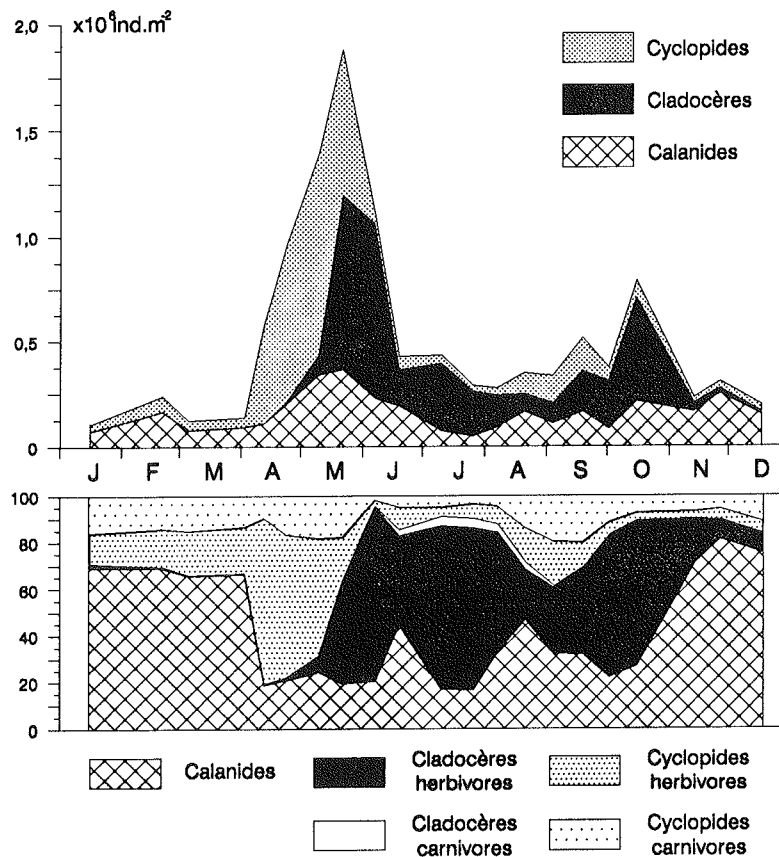 x10⁶ind.m⁻²
2,0
1,5
1,0
0,5
0
Cyclopides
Cladocères
Calanides
J F M A M J J A S O N D
100
80
60
40
20
0
Calanides
Cladocères
herbivores
Cyclopides
herbivores
Cladocères
carnivores
Cyclopides
carnivores